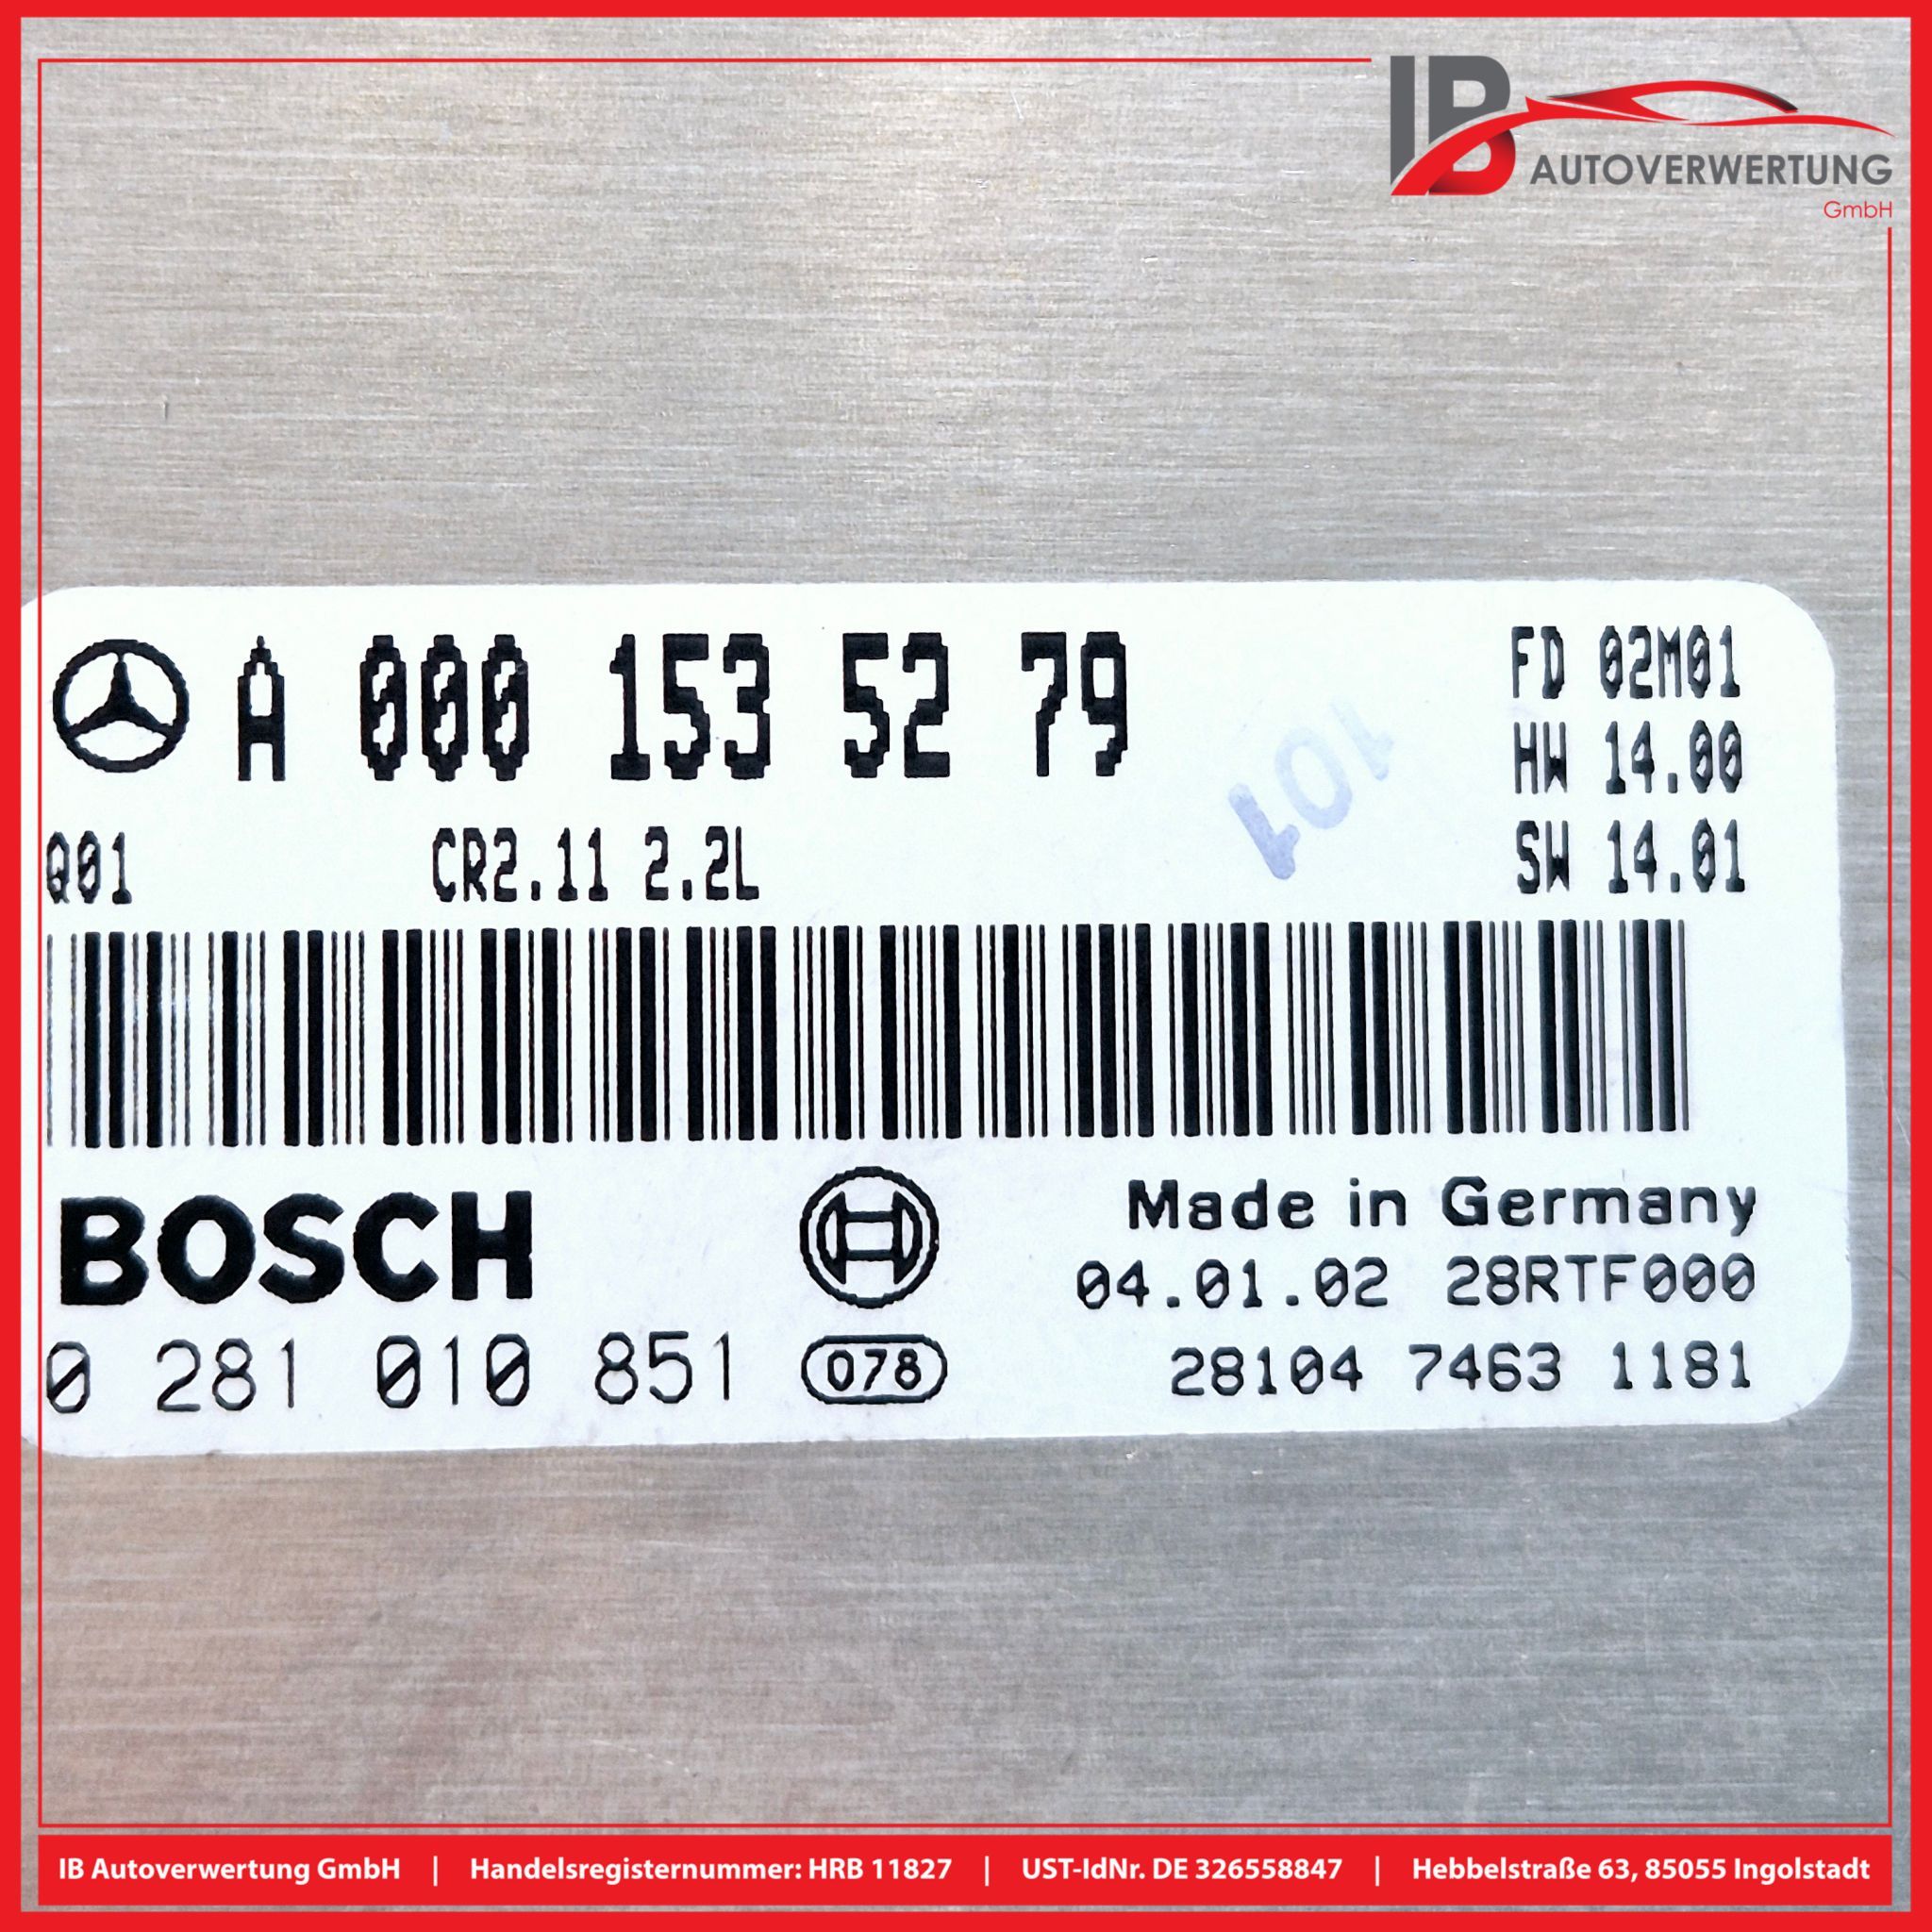 IB AUTOVERWERTUNG
GmbH
A 000 153 52 79
FD 02M01
HW 14.00
SW 14.01
101
Q01 CR2.11 2.2L
BOSCH
Made in Germany
04.01.02 28RTF000
0 281 010 851 078
28104 7463 1181
IB Autoverwertung GmbH | Handelsregisternummer: HRB 11827 | UST-IdNr. DE 326558847 | Hebbelstraße 63, 85055 Ingolstadt